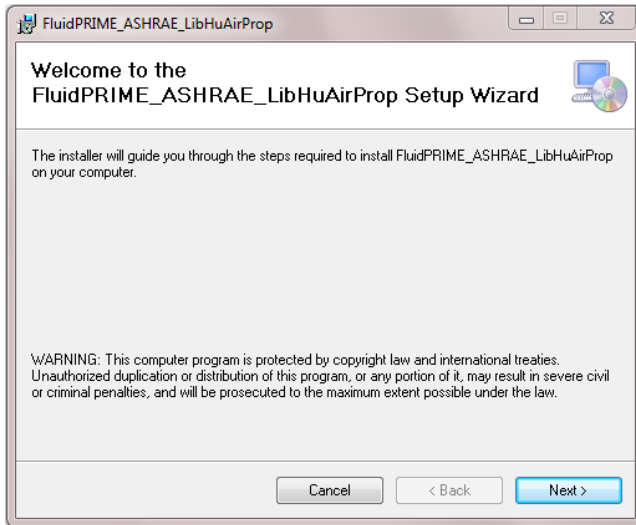 FluidPRIME_ASHRAE_LibHuAirProp
Welcome to the
FluidPRIME_ASHRAE_LibHuAirProp Setup Wizard
The installer will guide you through the steps required to install FluidPRIME_ASHRAE_LibHuAirProp
on your computer.
WARNING: This computer program is protected by copyright law and international treaties.
Unauthorized duplication or distribution of this program, or any portion of it, may result in severe civil
or criminal penalties, and will be prosecuted to the maximum extent possible under the law.
Cancel < Back Next >